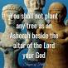 You shall not plant
any tree as an
Asherah beside the
altar of the Lord
your God